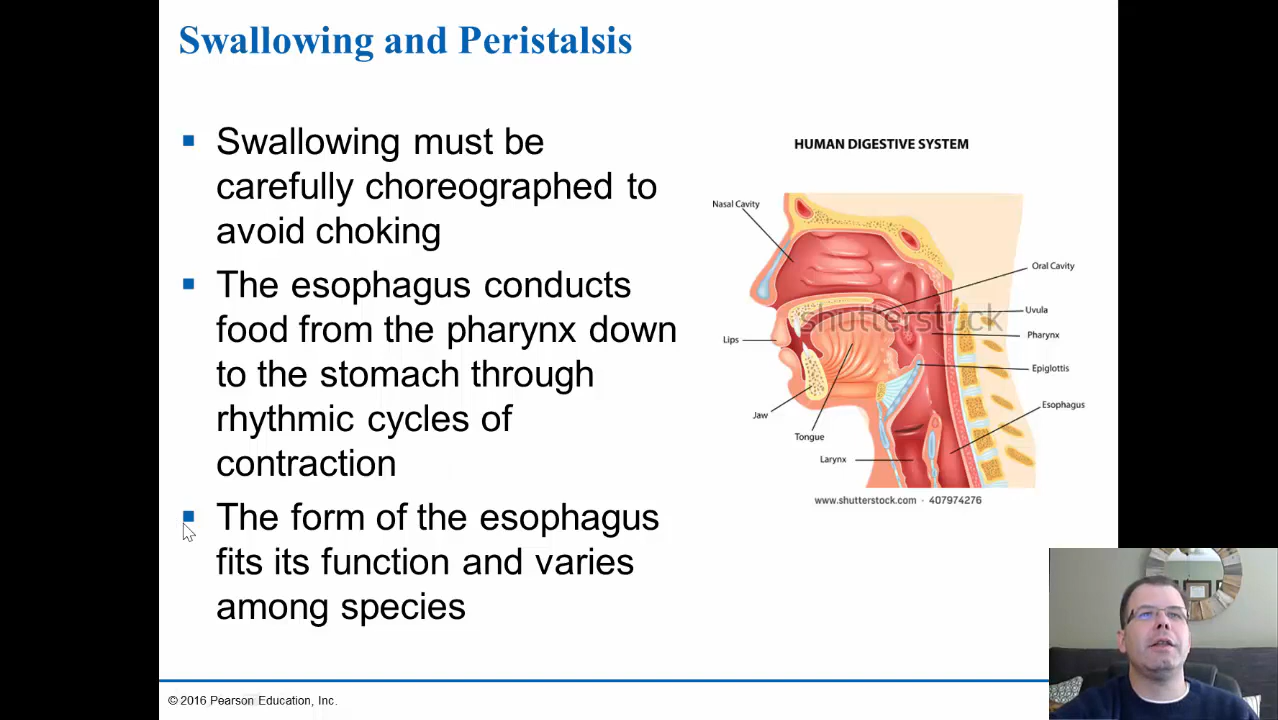 Swallowing and Peristalsis
Swallowing must be
carefully choreographed to
avoid choking
The esophagus conducts
food from the pharynx down
to the stomach through
rhythmic cycles of
contraction
The form of the esophagus
fits its function and varies
among species
HUMAN DIGESTIVE SYSTEM
Nasal Cavity
Oral Cavity
Uvula
shutterstock
Pharynx
Lips
Epiglottis
Esophagus
Jaw
Tongue
Larynx
www.shutterstock.com · 407974276
© 2016 Pearson Education, Inc.